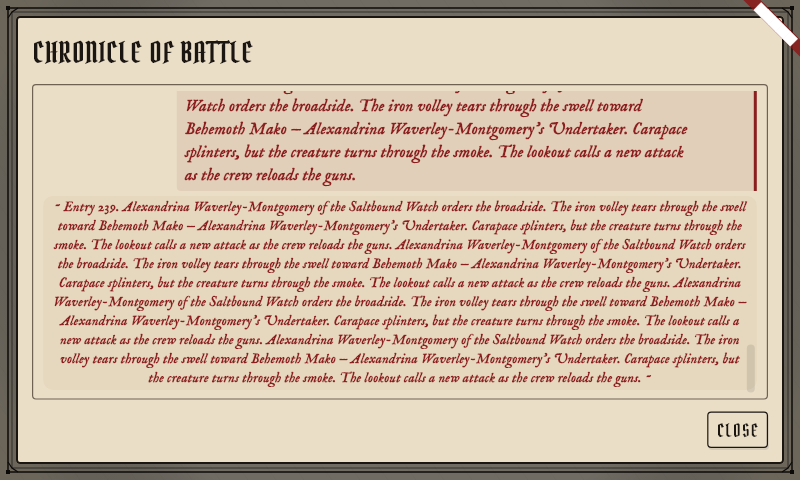 CHRONICLE OF BATTLE
Watch orders the broadside. The iron volley tears through the swell toward
Behemoth Mako – Alexandrina Waverley-Montgomery's Undertaker. Carapace
splinters, but the creature turns through the smoke. The lookout calls a new attack
as the crew reloads the guns.
~ Entry 239. Alexandrina Waverley-Montgomery of the Saltbound Watch orders the broadside. The iron volley tears through the swell
toward Behemoth Mako – Alexandrina Waverley-Montgomery's Undertaker. Carapace splinters, but the creature turns through the
smoke. The lookout calls a new attack as the crew reloads the guns. Alexandrina Waverley-Montgomery of the Saltbound Watch orders
the broadside. The iron volley tears through the swell toward Behemoth Mako – Alexandrina Waverley-Montgomery's Undertaker.
Carapace splinters, but the creature turns through the smoke. The lookout calls a new attack as the crew reloads the guns. Alexandrina
Waverley-Montgomery of the Saltbound Watch orders the broadside. The iron volley tears through the swell toward Behemoth Mako –
Alexandrina Waverley-Montgomery's Undertaker. Carapace splinters, but the creature turns through the smoke. The lookout calls a
new attack as the crew reloads the guns. Alexandrina Waverley-Montgomery of the Saltbound Watch orders the broadside. The iron
volley tears through the swell toward Behemoth Mako – Alexandrina Waverley-Montgomery's Undertaker. Carapace splinters, but
the creature turns through the smoke. The lookout calls a new attack as the crew reloads the guns. ~
CLOSE